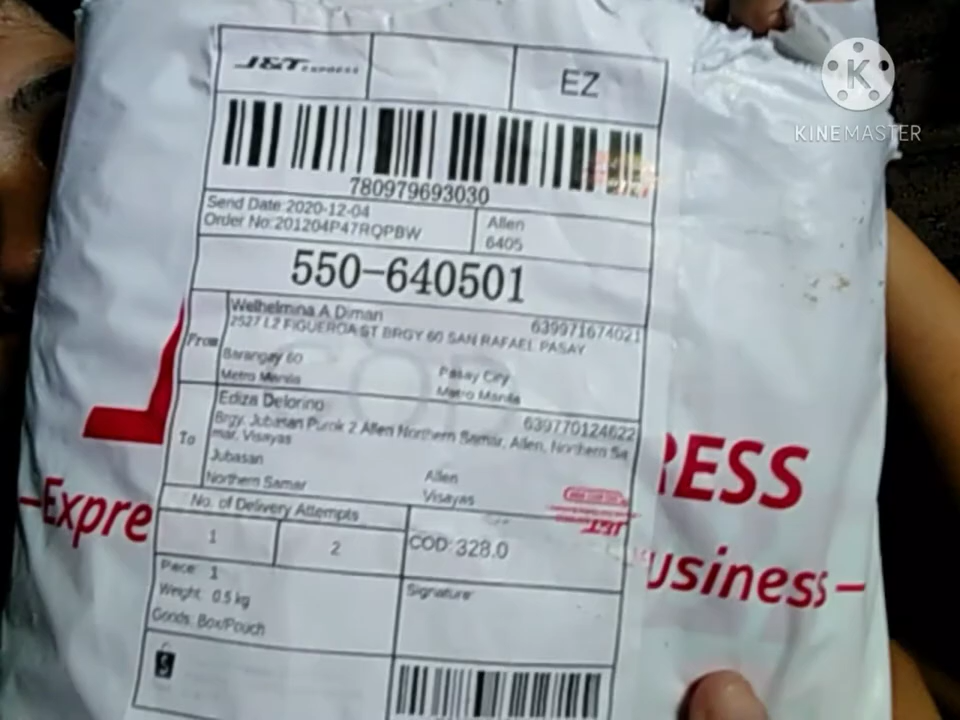 J&T EXPRESS
EZ
KINEMASTER
780979693030
Send Date:2020-12-04
Order No:201204P47RQPBW
Allen
6405
550-640501
From
Welhelmina A Diman
639971674021
2527 L2 FIGUEROA ST BRGY 60 SAN RAFAEL PASAY
Barangay 60
Pasay City
Metro Manila
Metro Manila
COD
To
Ediza Delorino
639770124622
Brgy. Jubasan Purok 2 Allen Northern Samar, Allen, Northern Sa
mar, Visayas
Jubasan
Allen
Northern Samar
Visayas
No. of Delivery Attempts
1
2
COD:328.0
J&T
Piece: 1
Weight: 0.5 kg
Goods: Box/Pouch
Signature:
RESS
Expre
usiness